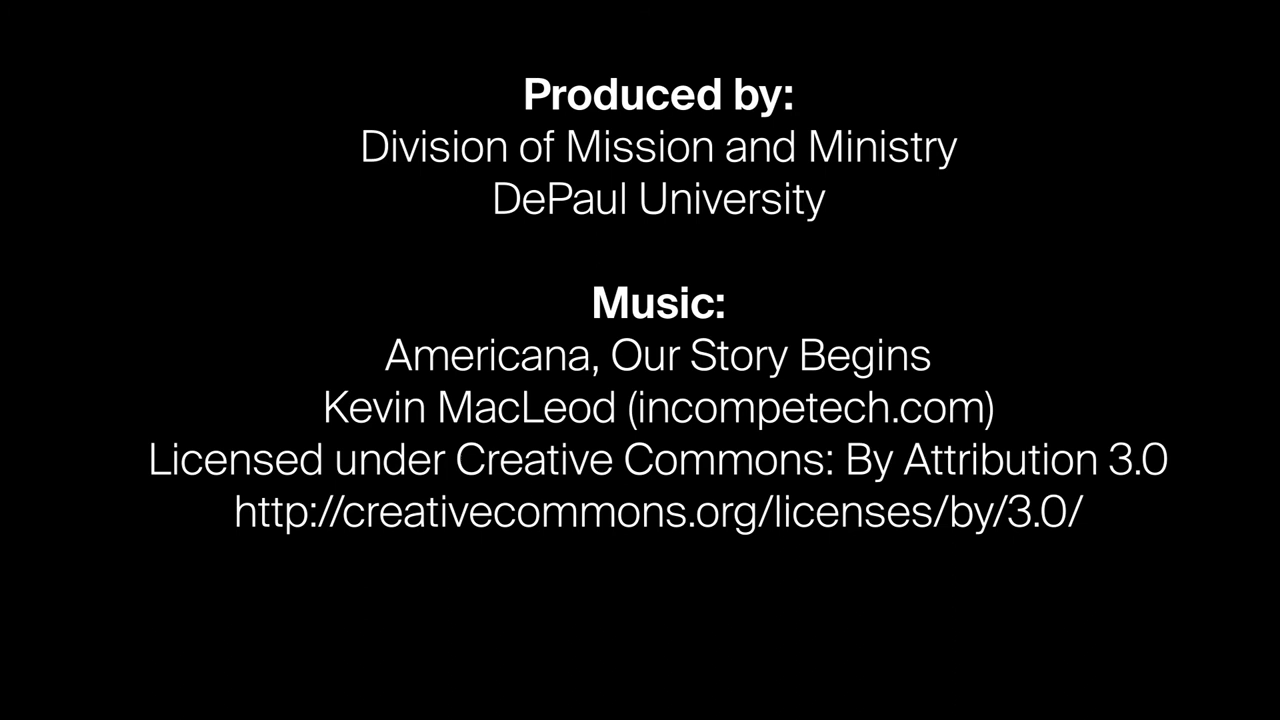 Produced by:
Division of Mission and Ministry
DePaul University
Music:
Americana, Our Story Begins
Kevin MacLeod (incompetech.com)
Licensed under Creative Commons: By Attribution 3.0
http://creativecommons.org/licenses/by/3.0/